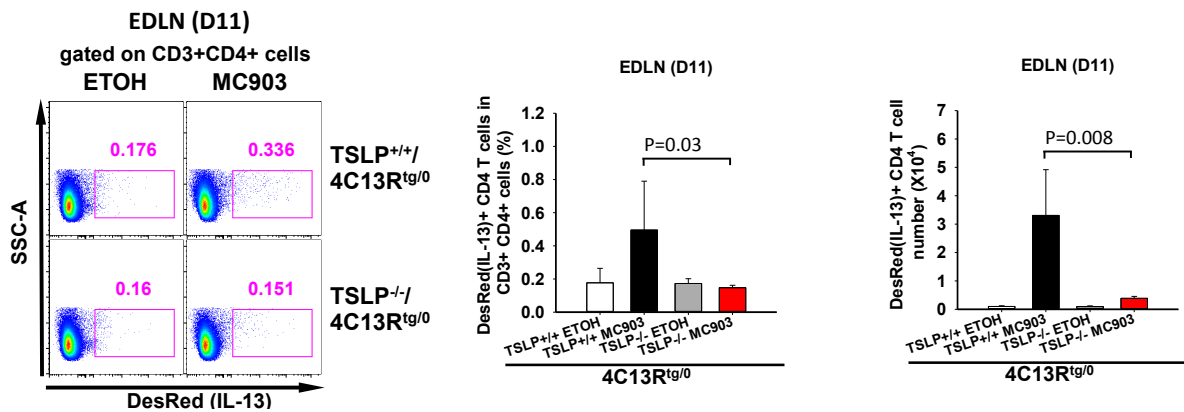 EDLN (D11)
gated on CD3+CD4+ cells
ETOH MC903
0.176 0.336
TSLP+/+/
4C13Rtg/0
0.16 0.151
TSLP-/-/
4C13Rtg/0
SSC-A
DesRed (IL-13)
EDLN (D11)
DesRed(IL-13)+ CD4 T cells in
CD3+ CD4+ cells (%)
1.2
1.0
0.8
0.6
0.4
0.2
0.0
P=0.03
TSLP+/+ ETOH
TSLP+/+ MC903
TSLP-/- ETOH
TSLP-/- MC903
4C13Rtg/0
EDLN (D11)
DesRed(IL-13)+ CD4 T cell
number (X10⁴)
7
6
5
4
3
2
1
0
P=0.008
TSLP+/+ ETOH
TSLP+/+ MC903
TSLP-/- ETOH
TSLP-/- MC903
4C13Rtg/0